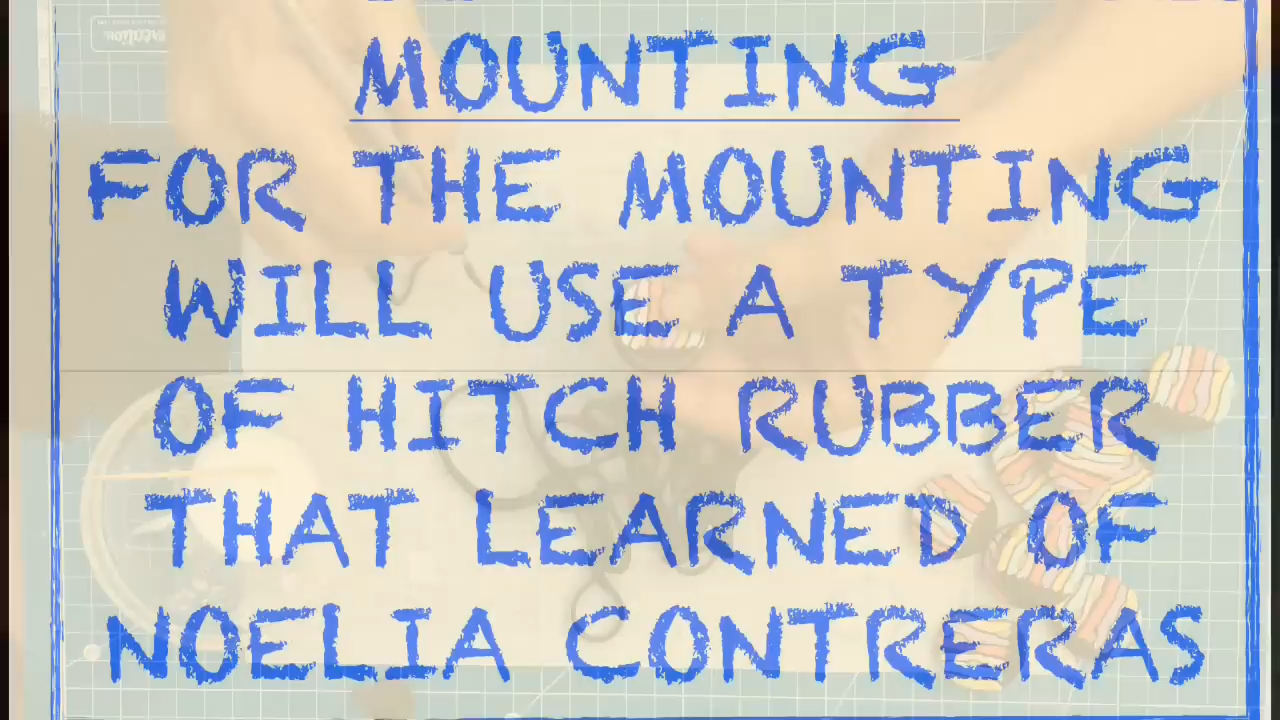 MOUNTING
FOR THE MOUNTING
WILL USE A TYPE
OF HITCH RUBBER
THAT LEARNED OF
NOELIA CONTRERAS